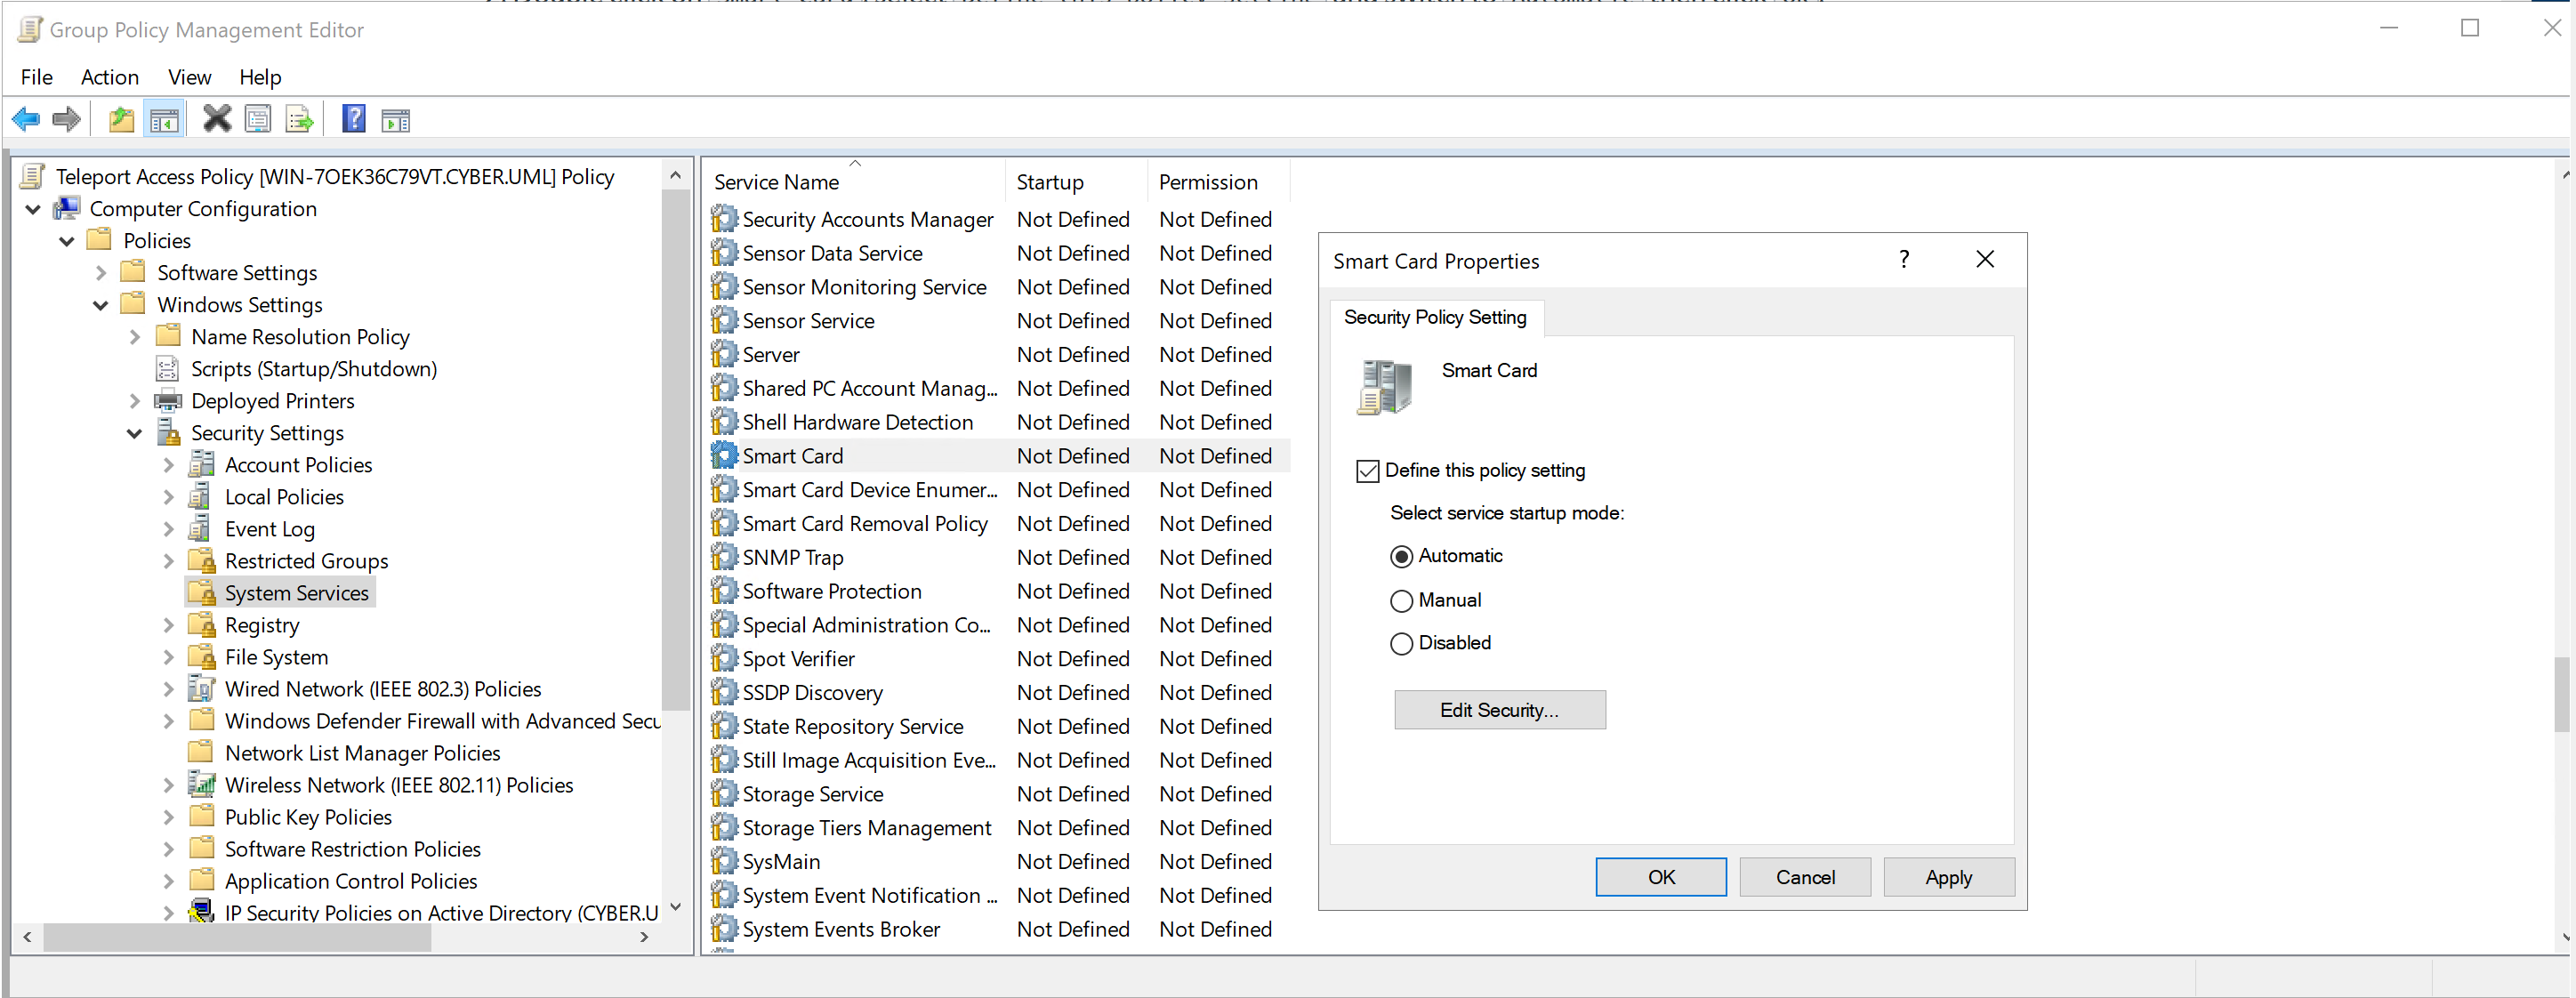 Group Policy Management Editor
File Action View Help
Teleport Access Policy [WIN-7OEK36C79VT.CYBER.UML] Policy
Computer Configuration
Policies
Software Settings
Windows Settings
Name Resolution Policy
Scripts (Startup/Shutdown)
Deployed Printers
Security Settings
Account Policies
Local Policies
Event Log
Restricted Groups
System Services
Registry
File System
Wired Network (IEEE 802.3) Policies
Windows Defender Firewall with Advanced Secu
Network List Manager Policies
Wireless Network (IEEE 802.11) Policies
Public Key Policies
Software Restriction Policies
Application Control Policies
IP Security Policies on Active Directory (CYBER.U
Service Name Startup Permission
Security Accounts Manager Not Defined Not Defined
Sensor Data Service Not Defined Not Defined
Sensor Monitoring Service Not Defined Not Defined
Sensor Service Not Defined Not Defined
Server Not Defined Not Defined
Shared PC Account Manag... Not Defined Not Defined
Shell Hardware Detection Not Defined Not Defined
Smart Card Not Defined Not Defined
Smart Card Device Enumer... Not Defined Not Defined
Smart Card Removal Policy Not Defined Not Defined
SNMP Trap Not Defined Not Defined
Software Protection Not Defined Not Defined
Special Administration Co... Not Defined Not Defined
Spot Verifier Not Defined Not Defined
SSDP Discovery Not Defined Not Defined
State Repository Service Not Defined Not Defined
Still Image Acquisition Eve... Not Defined Not Defined
Storage Service Not Defined Not Defined
Storage Tiers Management Not Defined Not Defined
SysMain Not Defined Not Defined
System Event Notification ... Not Defined Not Defined
System Events Broker Not Defined Not Defined
Smart Card Properties ?
Security Policy Setting
Smart Card
Define this policy setting
Select service startup mode:
Automatic
Manual
Disabled
Edit Security...
OK Cancel Apply